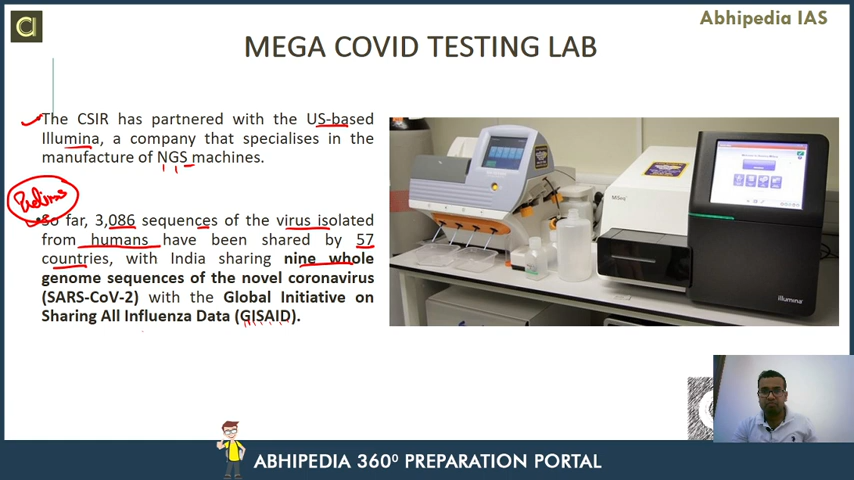 Abhipedia IAS
MEGA COVID TESTING LAB
The CSIR has partnered with the US-based
Illumina, a company that specialises in the
manufacture of NGS machines.
So far, 3,086 sequences of the virus isolated
from humans have been shared by 57
countries, with India sharing nine whole
genome sequences of the novel coronavirus
(SARS-CoV-2) with the Global Initiative on
Sharing All Influenza Data (GISAID).
MiSeq
illumina
ABHIPEDIA 360⁰ PREPARATION PORTAL